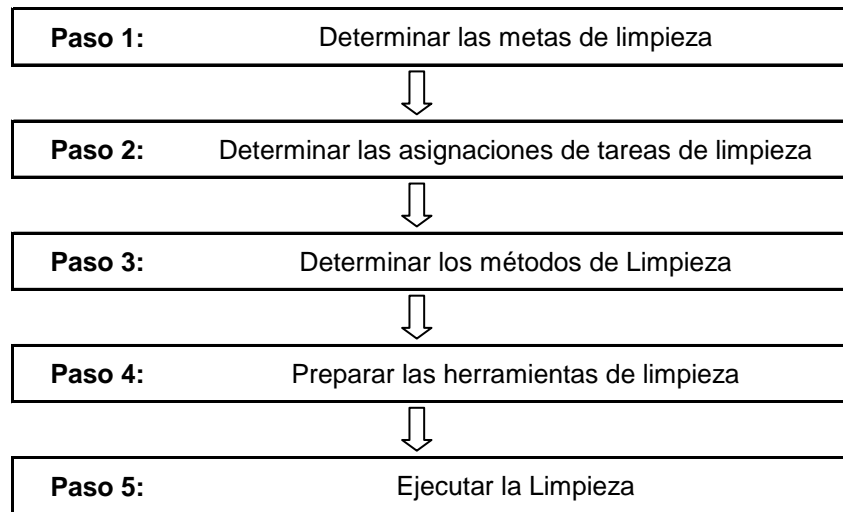 Paso 1: Determinar las metas de limpieza
Paso 2: Determinar las asignaciones de tareas de limpieza
Paso 3: Determinar los métodos de Limpieza
Paso 4: Preparar las herramientas de limpieza
Paso 5: Ejecutar la Limpieza